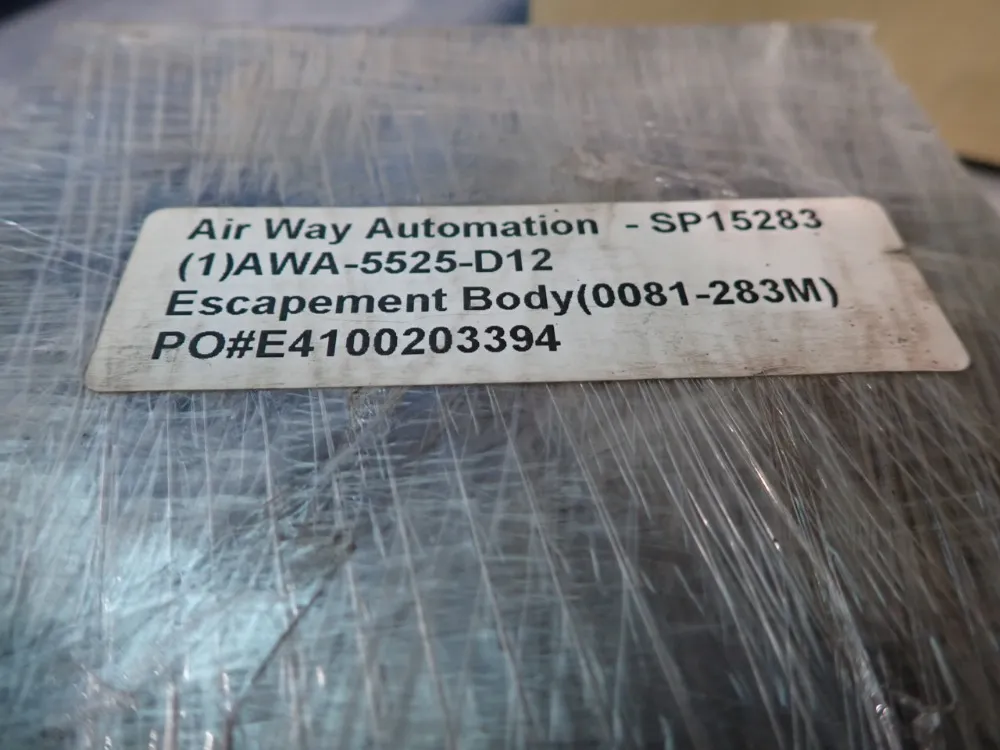 Air Way Automation - SP15283
(1)AWA-5525-D12
Escapement Body(0081-283M)
PO#E4100203394